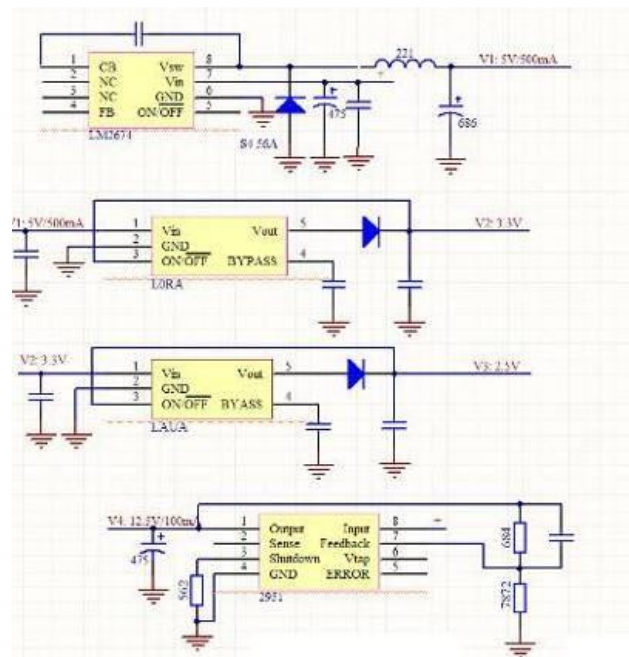 221
V1: 5V/500mA
1 CB Vsw 8
2 NC Vin 7
3 NC GND 6
4 FB ON/OFF 5
LM2674
+
475
686
V1: 5V/500mA
1 Vin Vout 5
2 GND
3 ON/OFF BYPASS 4
V2: 3.3V
L0RA
V2: 3.3V
1 Vin Vout 5
2 GND
3 ON/OFF BYASS 4
V3: 2.5V
LAUA
V4: 12.5V/100mA
1 Output Input 8
2 Sense Feedback 7
3 Shutdown Vtap 6
4 GND ERROR 5
2951
+
475
562
684
7872